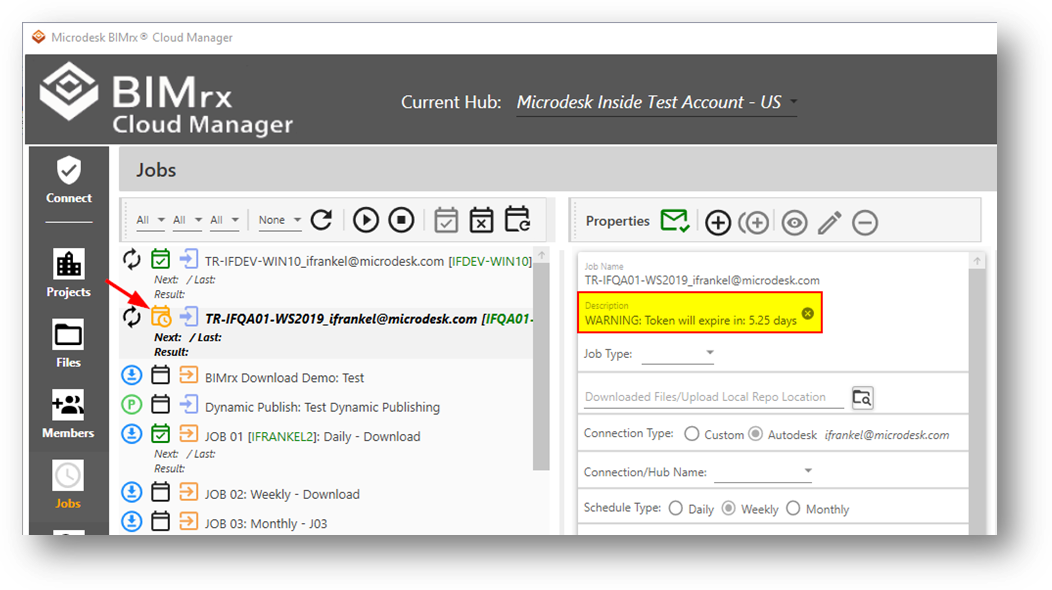 Microdesk BIMrx® Cloud Manager
BIMrx
Cloud Manager
Current Hub: Microdesk Inside Test Account - US
Connect
Projects
Files
Members
Jobs
Jobs
All All All None
TR-IFDEV-WIN10_ifrankel@microdesk.com [IFDEV-WIN10]
Next: / Last:
Result:
TR-IFQA01-WS2019_ifrankel@microdesk.com [IFQA01-
Next: / Last:
Result:
BIMrx Download Demo: Test
P Dynamic Publish: Test Dynamic Publishing
JOB 01 [IFRANKEL2]: Daily - Download
Next: / Last:
Result:
JOB 02: Weekly - Download
JOB 03: Monthly - J03
Properties
Job Name
TR-IFQA01-WS2019_ifrankel@microdesk.com
Description
WARNING: Token will expire in: 5.25 days
Job Type:
Downloaded Files/Upload Local Repo Location
Connection Type: Custom Autodesk ifrankel@microdesk.com
Connection/Hub Name:
Schedule Type: Daily Weekly Monthly